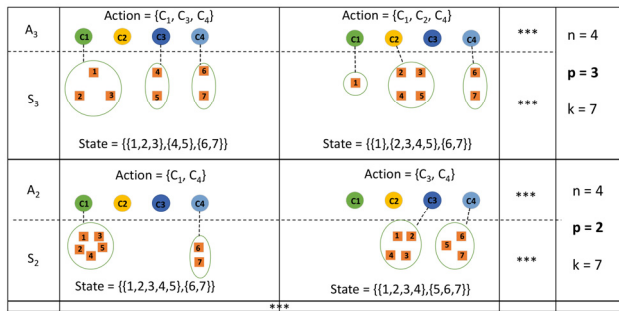 A3
Action = {C1, C3, C4}
C1 C2 C3 C4
Action = {C1, C2, C4}
C1 C2 C3 C4
***
n = 4
p = 3
k = 7
S3
1 2 3
4 5
6 7
State = {{1,2,3},{4,5},{6,7}}
1
2 3 4 5
6 7
State = {{1},{2,3,4,5},{6,7}}
***
A2
Action = {C1, C4}
C1 C2 C3 C4
Action = {C3, C4}
C1 C2 C3 C4
***
n = 4
p = 2
k = 7
S2
1 3 2 5 4
6 7
State = {{1,2,3,4,5},{6,7}}
1 2 4 3
6 5 7
State = {{1,2,3,4},{5,6,7}}
***
***